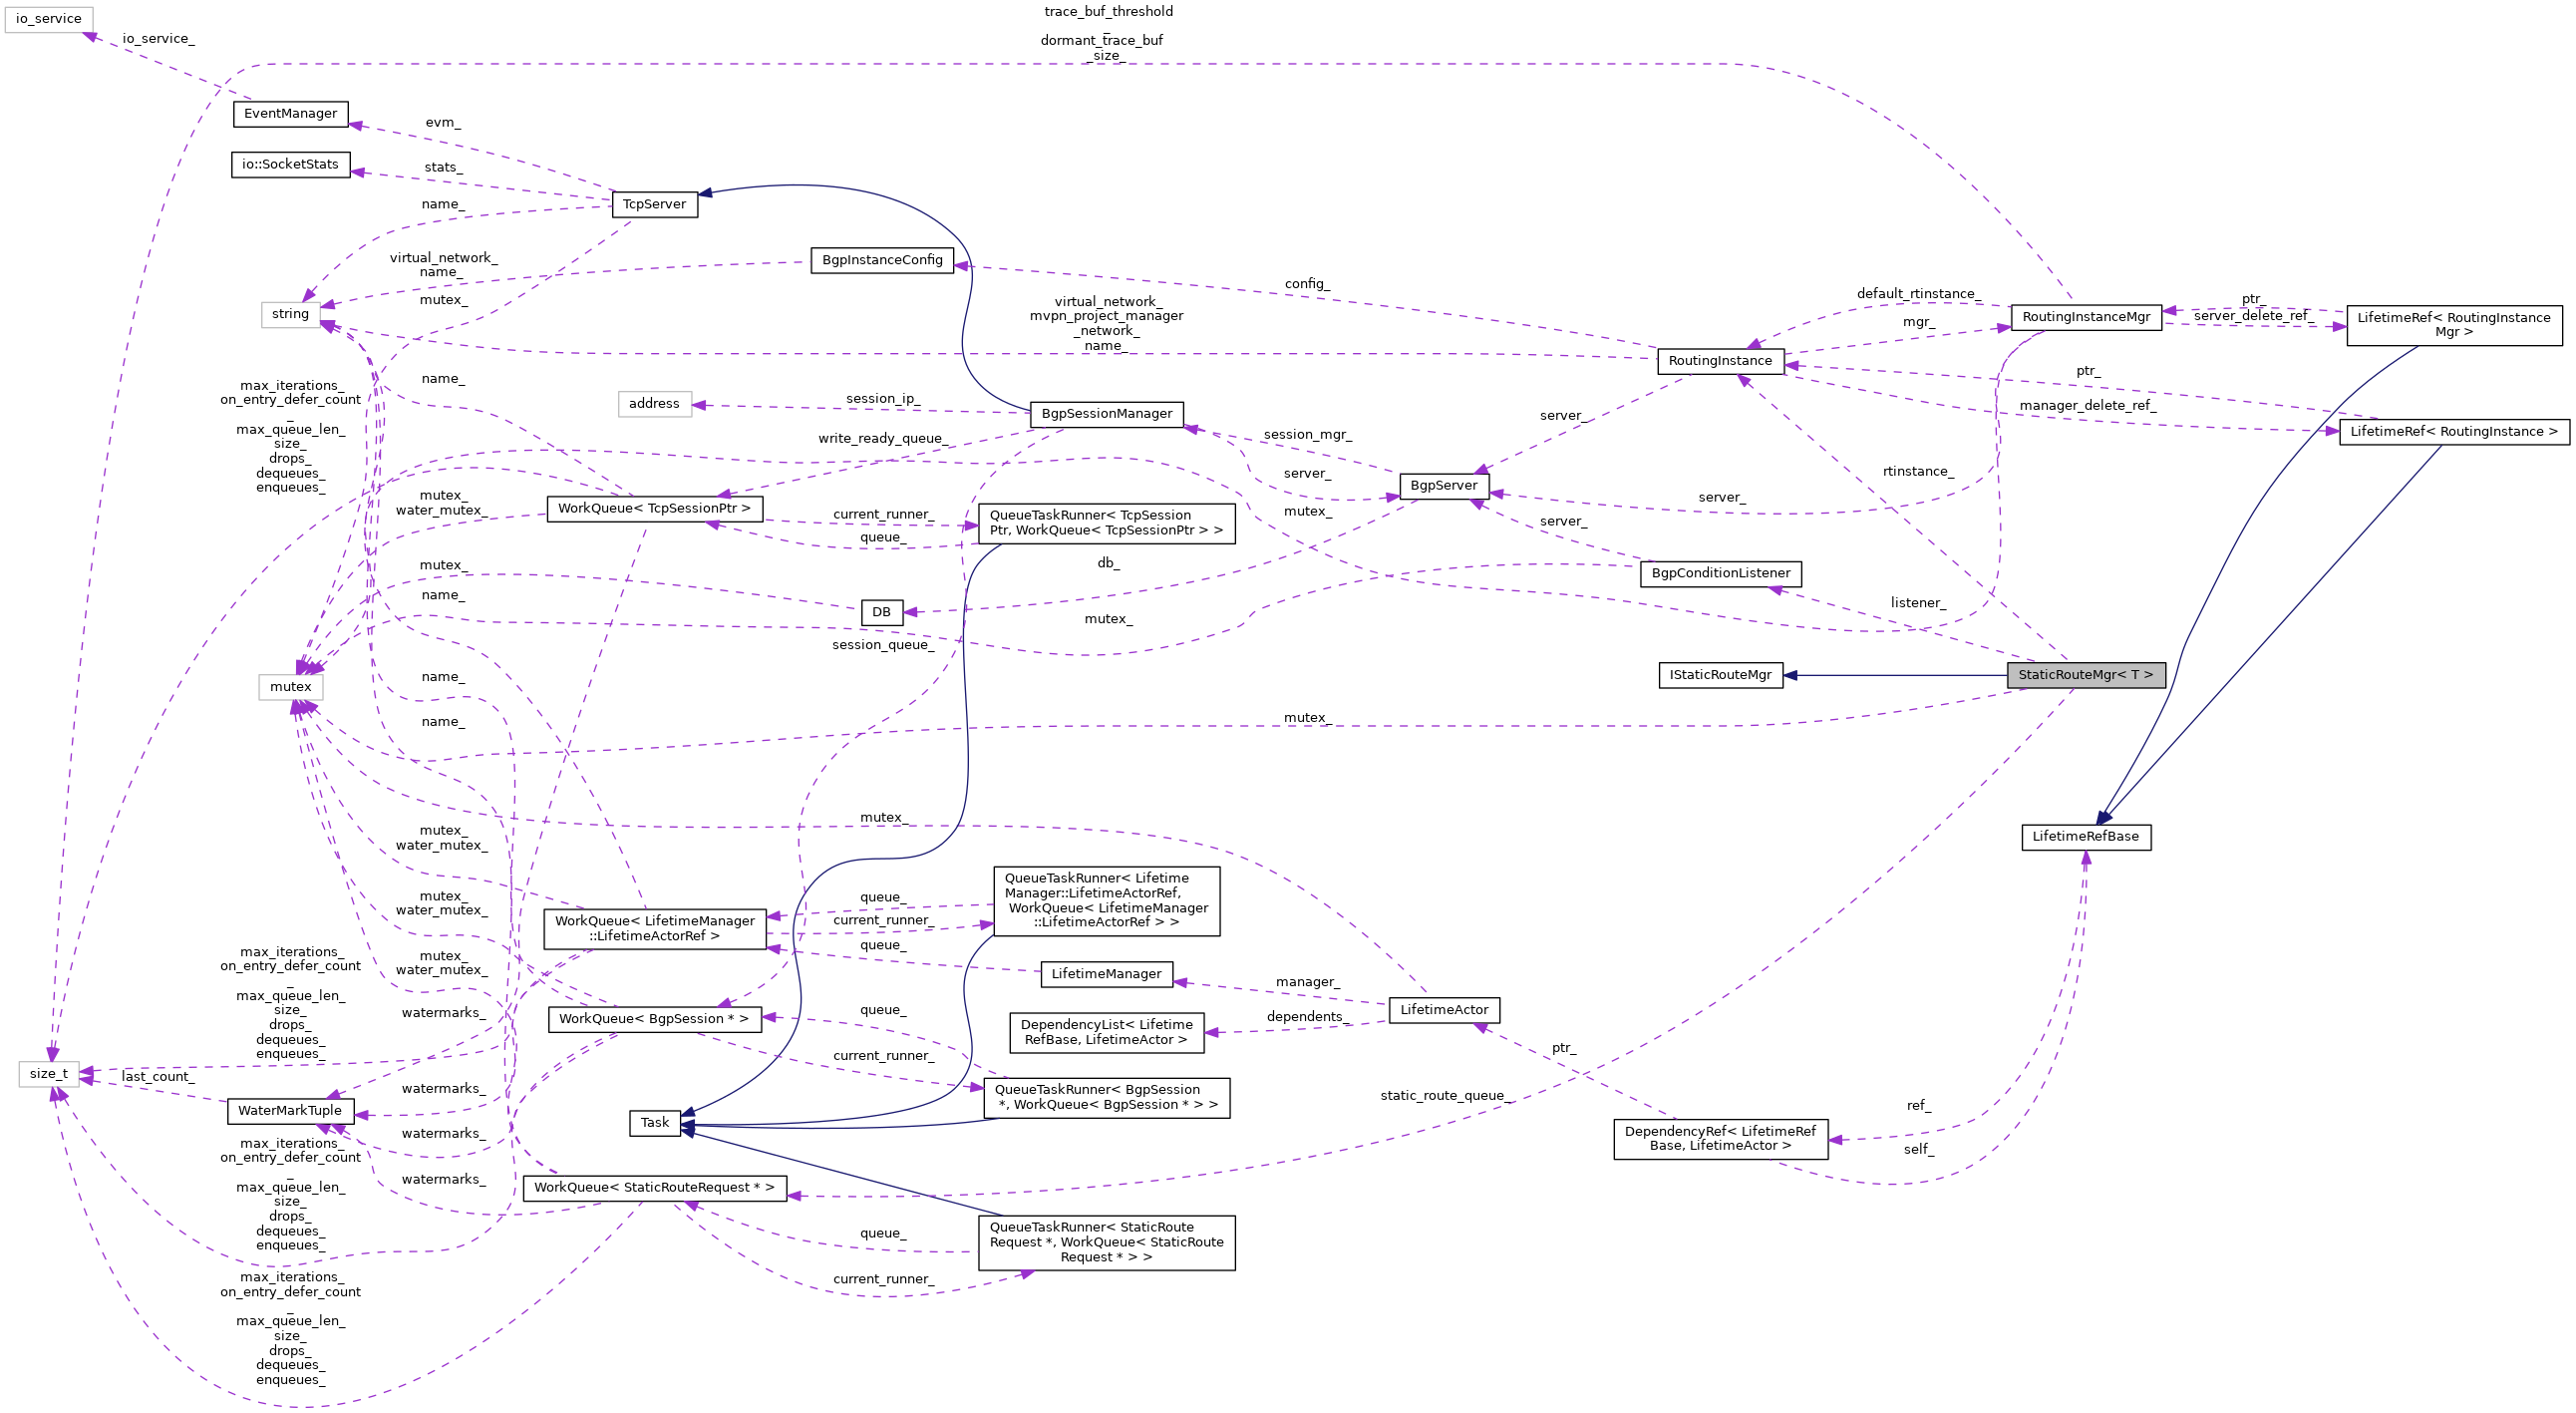 io_service
trace_buf_threshold
_
dormant_trace_buf
_size_
io_service_
EventManager
evm_
io::SocketStats
stats_
TcpServer
name_
BgpInstanceConfig
virtual_network_
name_
mutex_
string
config_
virtual_network_
mvpn_project_manager
_network_
_name_
default_rtinstance_
RoutingInstanceMgr
mgr_
ptr_
server_delete_ref_
LifetimeRef< RoutingInstance
Mgr >
RoutingInstance
ptr_
manager_delete_ref_
LifetimeRef< RoutingInstance >
max_iterations_
on_entry_defer_count
_
max_queue_len_
size_
drops_
dequeues_
enqueues_
name_
address
session_ip_
BgpSessionManager
server_
write_ready_queue_
session_mgr_
server_
BgpServer
rtinstance_
server_
mutex_
water_mutex_
WorkQueue< TcpSessionPtr >
current_runner_
queue_
QueueTaskRunner< TcpSession
Ptr, WorkQueue< TcpSessionPtr > >
mutex_
server_
mutex_
name_
db_
DB
BgpConditionListener
listener_
mutex_
session_queue_
mutex
name_
IStaticRouteMgr
StaticRouteMgr< T >
name_
mutex_
mutex_
LifetimeRefBase
mutex_
water_mutex_
mutex_
water_mutex_
WorkQueue< LifetimeManager
::LifetimeActorRef >
queue_
current_runner_
queue_
QueueTaskRunner< Lifetime
Manager::LifetimeActorRef,
WorkQueue< LifetimeManager
::LifetimeActorRef > >
max_iterations_
on_entry_defer_count
_
max_queue_len_
size_
drops_
dequeues_
enqueues_
mutex_
water_mutex_
watermarks_
WorkQueue< BgpSession * >
LifetimeManager
manager_
LifetimeActor
dependents_
DependencyList< Lifetime
RefBase, LifetimeActor >
queue_
current_runner_
size_t
last_count_
WaterMarkTuple
watermarks_
QueueTaskRunner< BgpSession
*, WorkQueue< BgpSession * > >
ptr_
static_route_queue_
Task
watermarks_
DependencyRef< LifetimeRef
Base, LifetimeActor >
ref_
self_
max_iterations_
on_entry_defer_count
_
max_queue_len_
size_
drops_
dequeues_
enqueues_
watermarks_
WorkQueue< StaticRouteRequest * >
queue_
current_runner_
QueueTaskRunner< StaticRoute
Request *, WorkQueue< StaticRoute
Request * > >
max_iterations_
on_entry_defer_count
_
max_queue_len_
size_
drops_
dequeues_
enqueues_